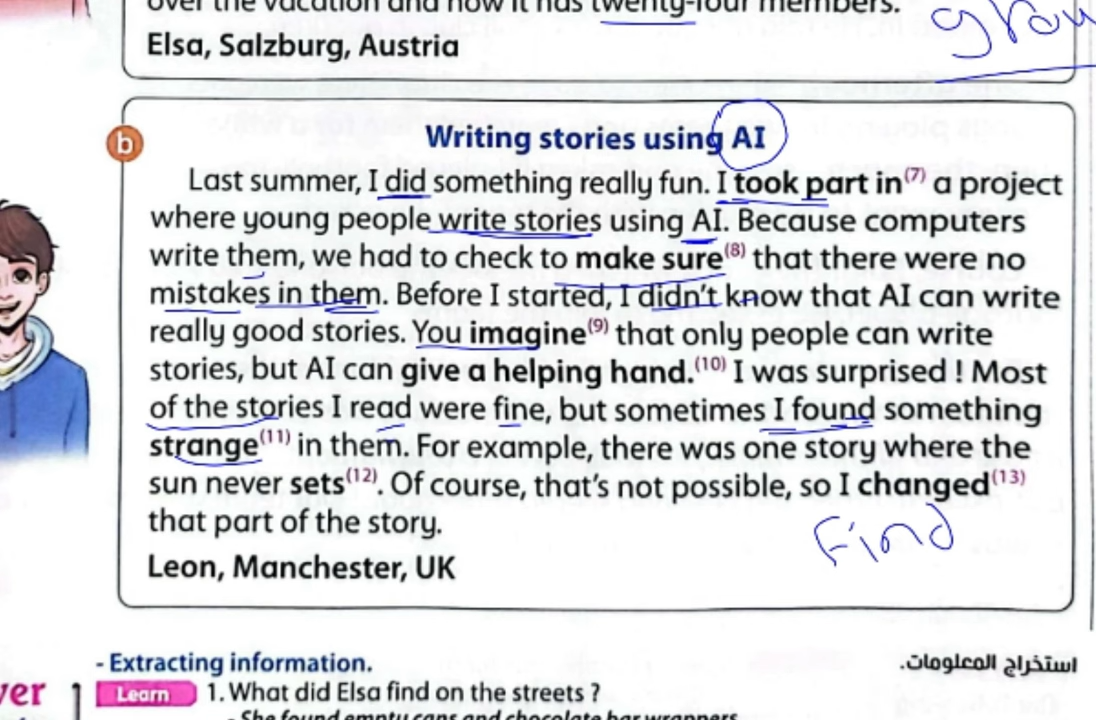 over the vacation and now it has twenty-four members.
Elsa, Salzburg, Austria
b
Writing stories using AI
Last summer, I did something really fun. I took part in(7) a project
where young people write stories using AI. Because computers
write them, we had to check to make sure(8) that there were no
mistakes in them. Before I started, I didn't know that AI can write
really good stories. You imagine(9) that only people can write
stories, but AI can give a helping hand.(10) I was surprised ! Most
of the stories I read were fine, but sometimes I found something
strange(11) in them. For example, there was one story where the
sun never sets(12). Of course, that's not possible, so I changed(13)
that part of the story.
Find
Leon, Manchester, UK
- Extracting information.
استخراج المعلومات.
Learn 1. What did Elsa find on the streets ?
- She found empty cans and chocolate bar wrappers